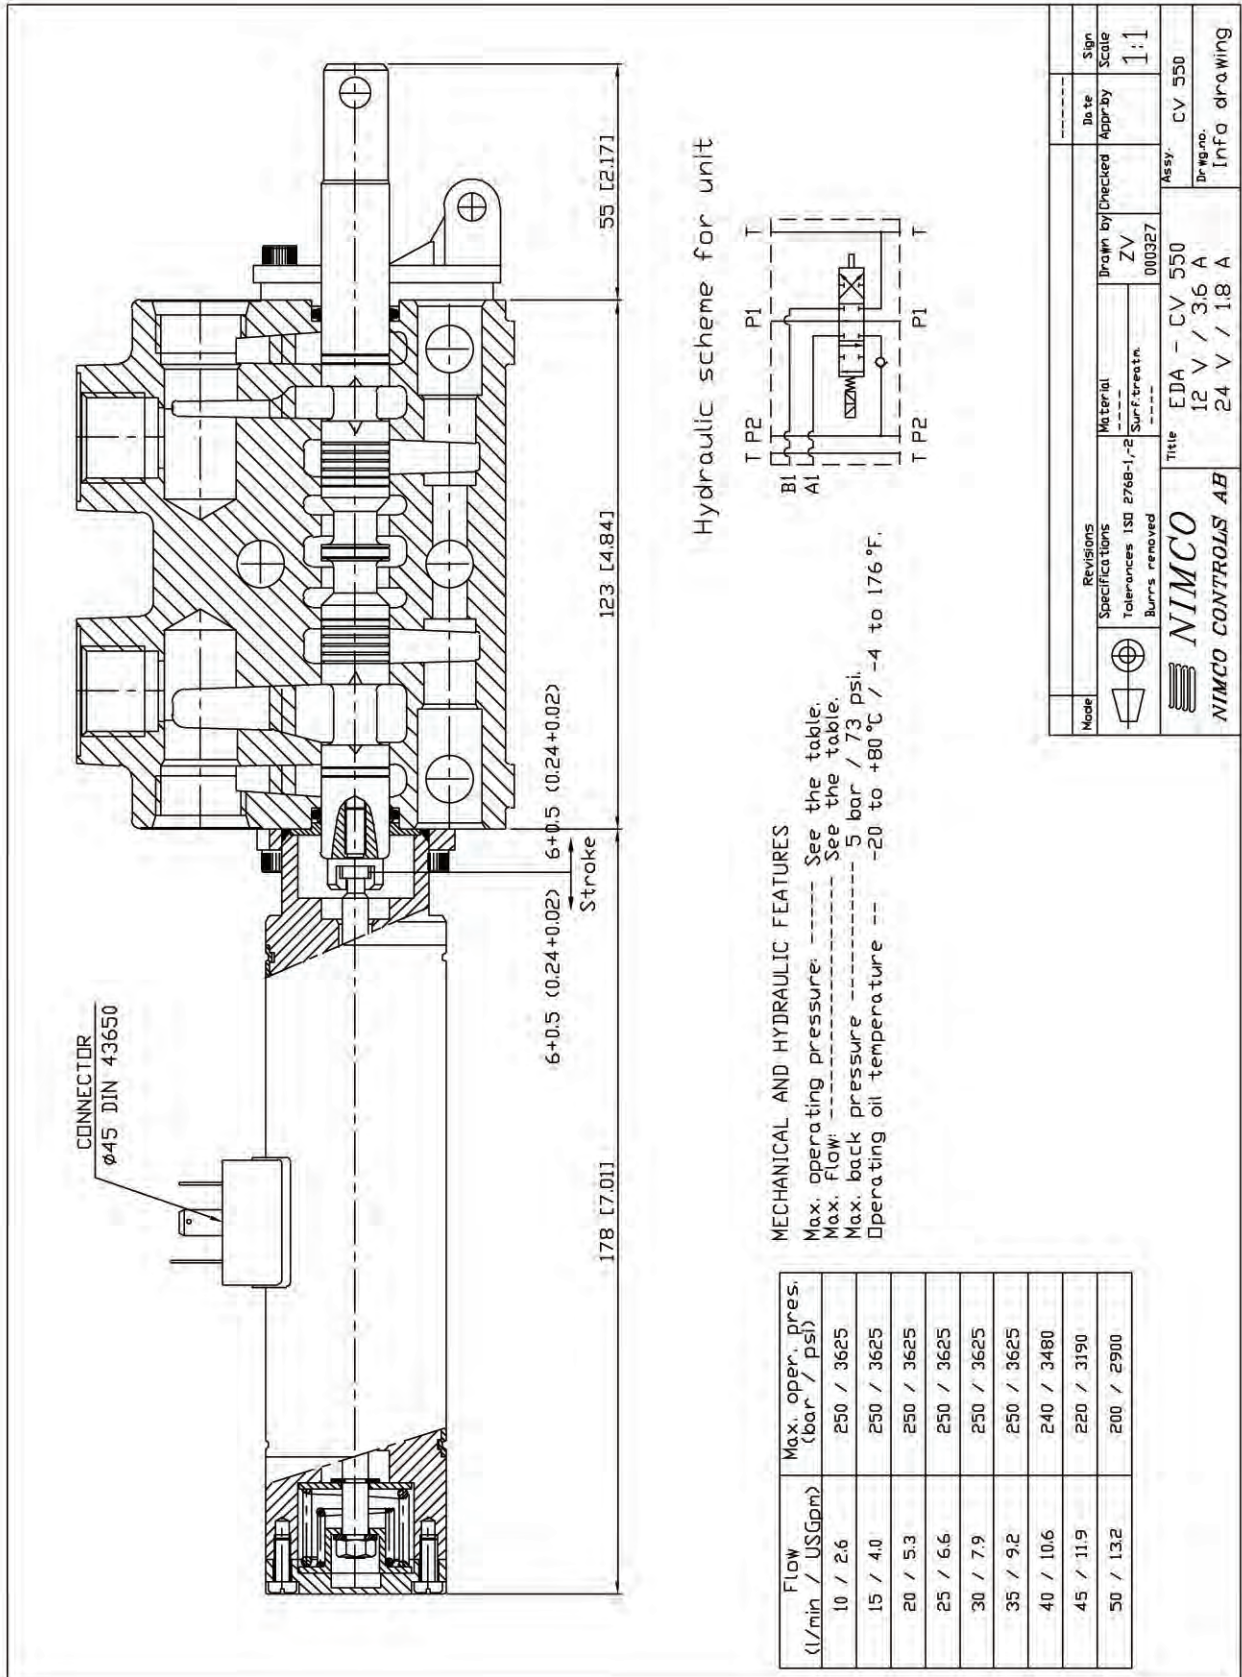 CONNECTOR
ø45 DIN 43650
178 [7.01]
6+0.5 (0.24+0.02)
6+0.5 (0.24+0.02)
Stroke
123 [4.84]
55 [2.17]
MECHANICAL AND HYDRAULIC FEATURES
Max. operating pressure: ----- See the table.
Max. flow: ---------------- See the table.
Max. back pressure ----------- 5 bar / 73 psi.
Operating oil temperature -- -20 to +80°C / -4 to 176°F.
Hydraulic scheme for unit
T P2 P1 T
B1
A1
T P2 P1 T
Flow Max. oper. pres.
(l/min / USGpm) (bar / psi)
10 / 2.6 250 / 3625
15 / 4.0 250 / 3625
20 / 5.3 250 / 3625
25 / 6.6 250 / 3625
30 / 7.9 250 / 3625
35 / 9.2 250 / 3625
40 / 10.6 240 / 3480
45 / 11.9 220 / 3190
50 / 13.2 200 / 2900
------
Mode Revisions Date Sign
Specifications Material Drawn by Checked Appr.by Scale
Tolerances ISO 2768-1,-2 ---- ZV 1:1
Surf.treatm.
Burrs removed ---- 000327
NIMCO
NIMCO CONTROLS AB
Title EDA - CV 550
12 V / 3.6 A
24 V / 1.8 A
Assy. CV 550
Drwg.no.
Info drawing